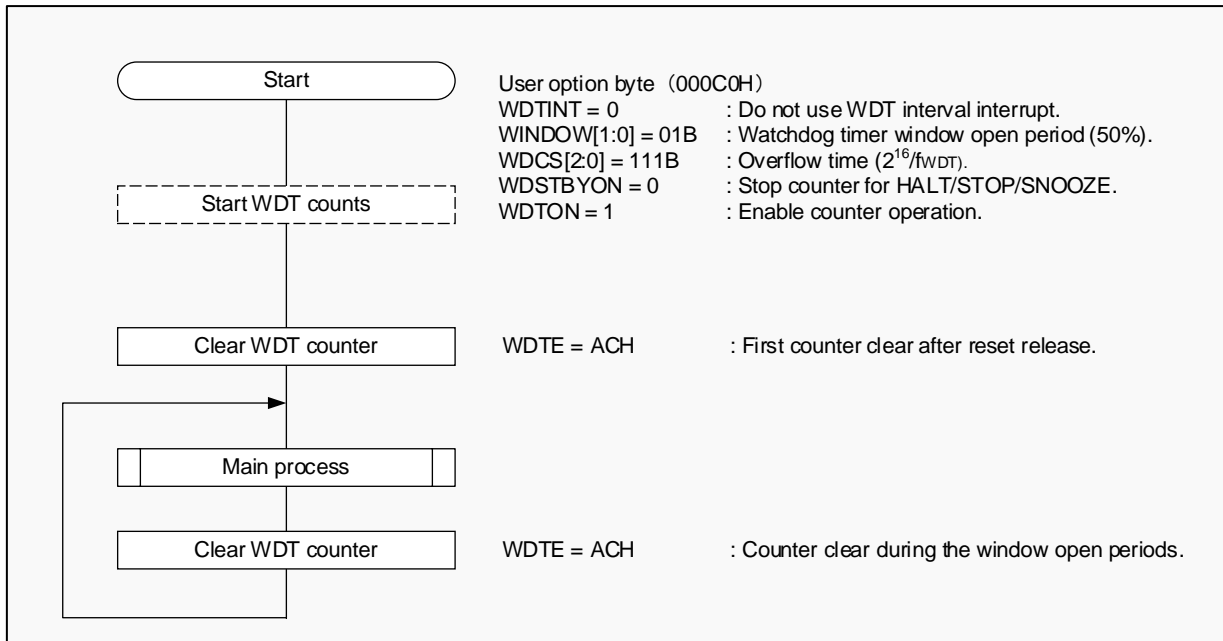 Start
User option byte（000C0H）
WDTINT = 0 : Do not use WDT interval interrupt.
WINDOW[1:0] = 01B : Watchdog timer window open period (50%).
WDCS[2:0] = 111B : Overflow time (2^16/fWDT).
WDSTBYON = 0 : Stop counter for HALT/STOP/SNOOZE.
Start WDT counts
WDTON = 1 : Enable counter operation.
Clear WDT counter
WDTE = ACH : First counter clear after reset release.
Main process
Clear WDT counter
WDTE = ACH : Counter clear during the window open periods.